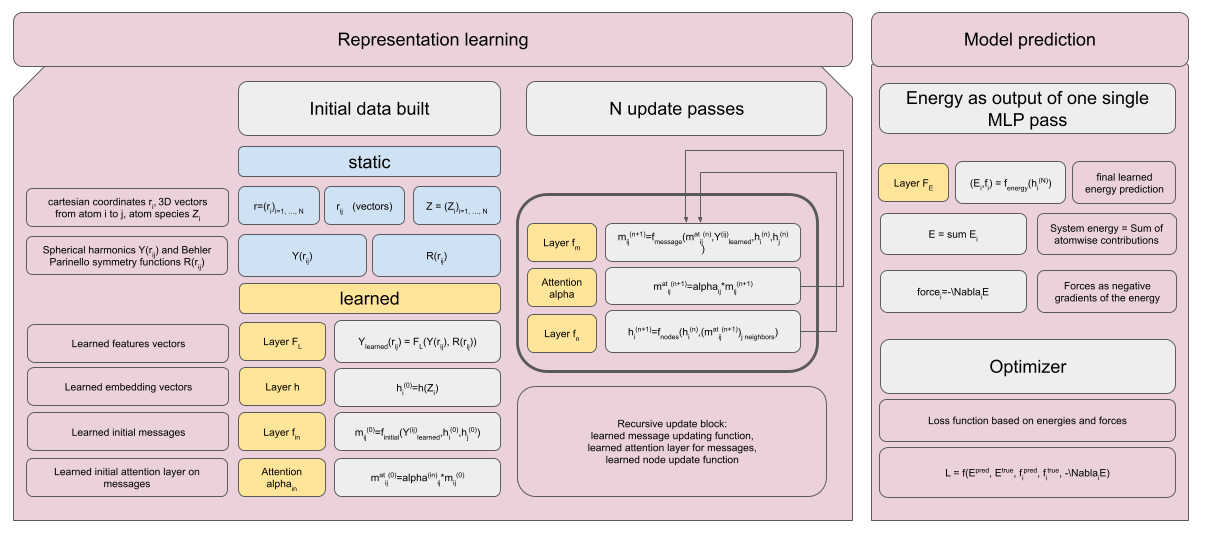 Representation learning
Model prediction
Initial data built
N update passes
Energy as output of one single
MLP pass
static
cartesian coordinates r_i, 3D vectors
from atom i to j, atom species Z_i
r=(r_i)_{i=1, ..., N}
r_{ij} (vectors)
Z = (Z_i)_{i=1, ..., N}
Spherical harmonics Y(r_{ij}) and Behler
Parinello symmetry functions R(r_{ij})
Y(r_{ij})
R(r_{ij})
learned
Learned features vectors
Layer F_L
Y_{learned}(r_{ij}) = F_L(Y(r_{ij}), R(r_{ij}))
Learned embedding vectors
Layer h
h_i^{(0)}=h(Z_i)
Learned initial messages
Layer f_{in}
m_{ij}^{(0)}=f_{initial}(Y^{(ij)}_{learned},h_i^{(0)},h_j^{(0)})
Learned initial attention layer on
messages
Attention
alpha_{in}
m^{at}_{ij}^{(0)}=alpha^{(in)}_{ij}*m_{ij}^{(0)}
Layer f_m
m_{ij}^{(n+1)}=f_{message}(m^{at}_{ij}^{(n)},Y^{(ij)}_{learned},h_i^{(n)},h_j^{(n)}
)
Attention
alpha
m^{at}_{ij}^{(n+1)}=alpha_{ij}*m_{ij}^{(n+1)}
Layer f_n
h_i^{(n+1)}=f_{nodes}(h_i^{(n)},(m^{at}_{ij}^{(n+1)})_{j neighbors})
Recursive update block:
learned message updating function,
learned attention layer for messages,
learned node update function
Layer F_E
(E_i,f_i) = f_{energy}(h_i^{(N)})
final learned
energy prediction
E = sum E_i
System energy = Sum of
atomwise contributions
force_i=-\Nabla_iE
Forces as negative
gradients of the energy
Optimizer
Loss function based on energies and forces
L = f(E^{pred}, E^{true}, f_i^{pred}, f_i^{true}, -\Nabla_iE)